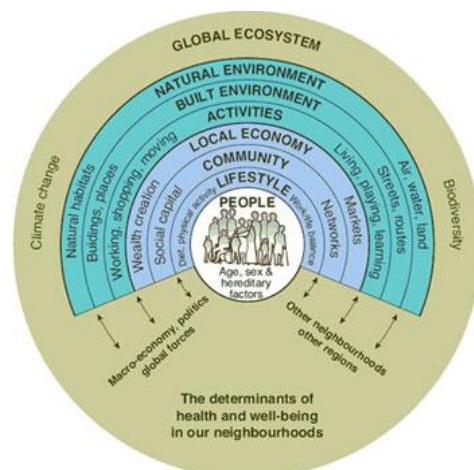 GLOBAL ECOSYSTEM
NATURAL ENVIRONMENT
BUILT ENVIRONMENT
ACTIVITIES
LOCAL ECONOMY
COMMUNITY
LIFESTYLE
PEOPLE
Age, sex &
hereditary
factors
Climate change
Natural habitats
Buildings, places
Working, shopping, moving
Wealth creation
Social capital
Diet, physical activity
Work/life balance
Networks
Markets
Living, playing, learning
Streets, routes
Air, water, land
Biodiversity
Macro-economy, politics
global forces
Other neighbourhoods
other regions
The determinants of
health and well-being
in our neighbourhoods